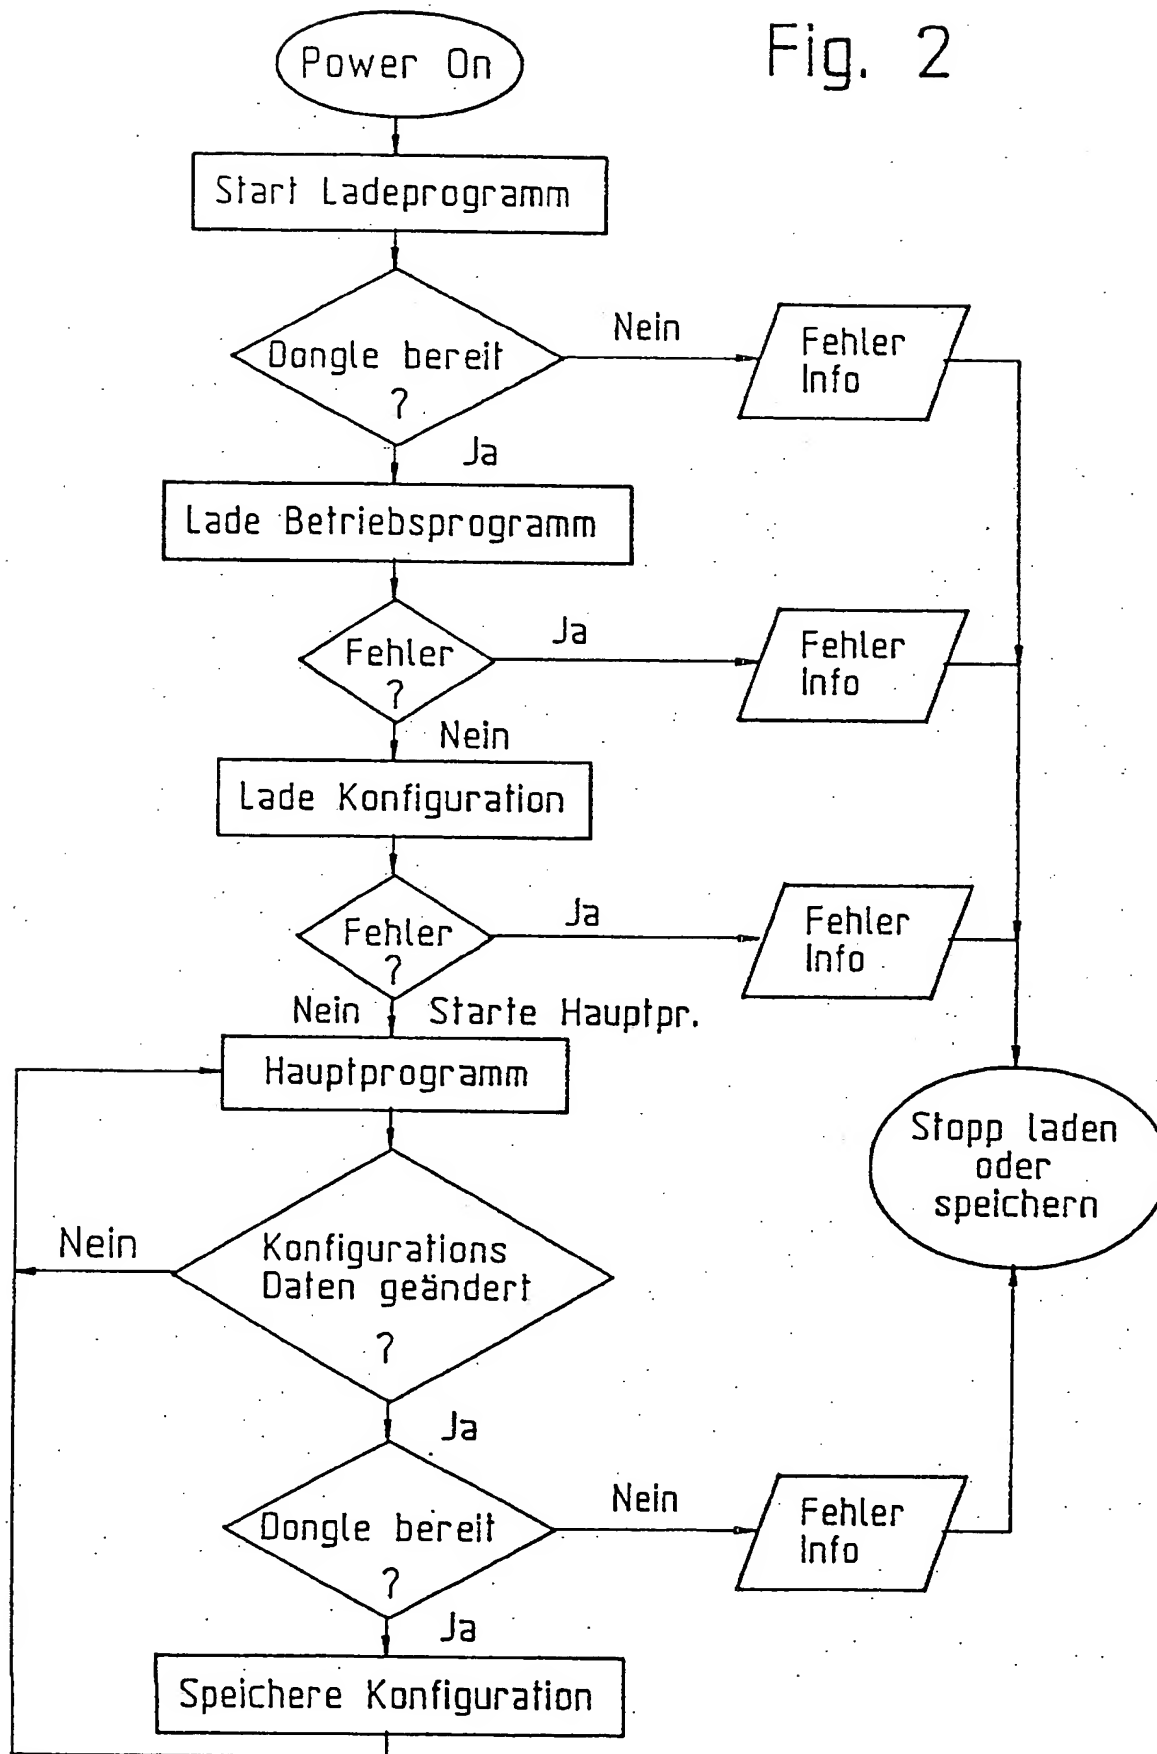 Fig. 2
Power On
Start Ladeprogramm
Dongle bereit
?
Nein
Fehler
Info
Ja
Lade Betriebsprogramm
Fehler
?
Ja
Fehler
Info
Nein
Lade Konfiguration
Fehler
?
Ja
Fehler
Info
Nein
Starte Hauptpr.
Hauptprogramm
Stopp laden
oder
speichern
Nein
Konfigurations
Daten geändert
?
Ja
Dongle bereit
?
Nein
Fehler
Info
Ja
Speichere Konfiguration